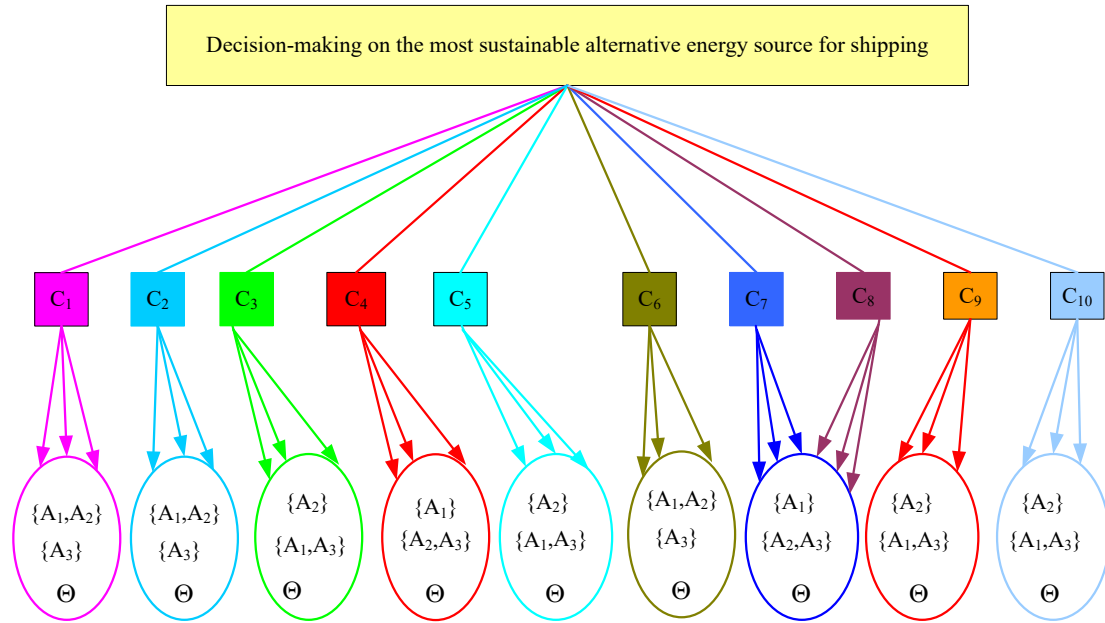 Decision-making on the most sustainable alternative energy source for shipping
C₁ C₂ C₃ C₄ C₅ C₆ C₇ C₈ C₉ C₁₀
{A₁,A₂}
{A₃}
Θ
{A₁,A₂}
{A₃}
Θ
{A₂}
{A₁,A₃}
Θ
{A₁}
{A₂,A₃}
Θ
{A₂}
{A₁,A₃}
Θ
{A₁,A₂}
{A₃}
Θ
{A₁}
{A₂,A₃}
Θ
{A₂}
{A₁,A₃}
Θ
{A₂}
{A₁,A₃}
Θ